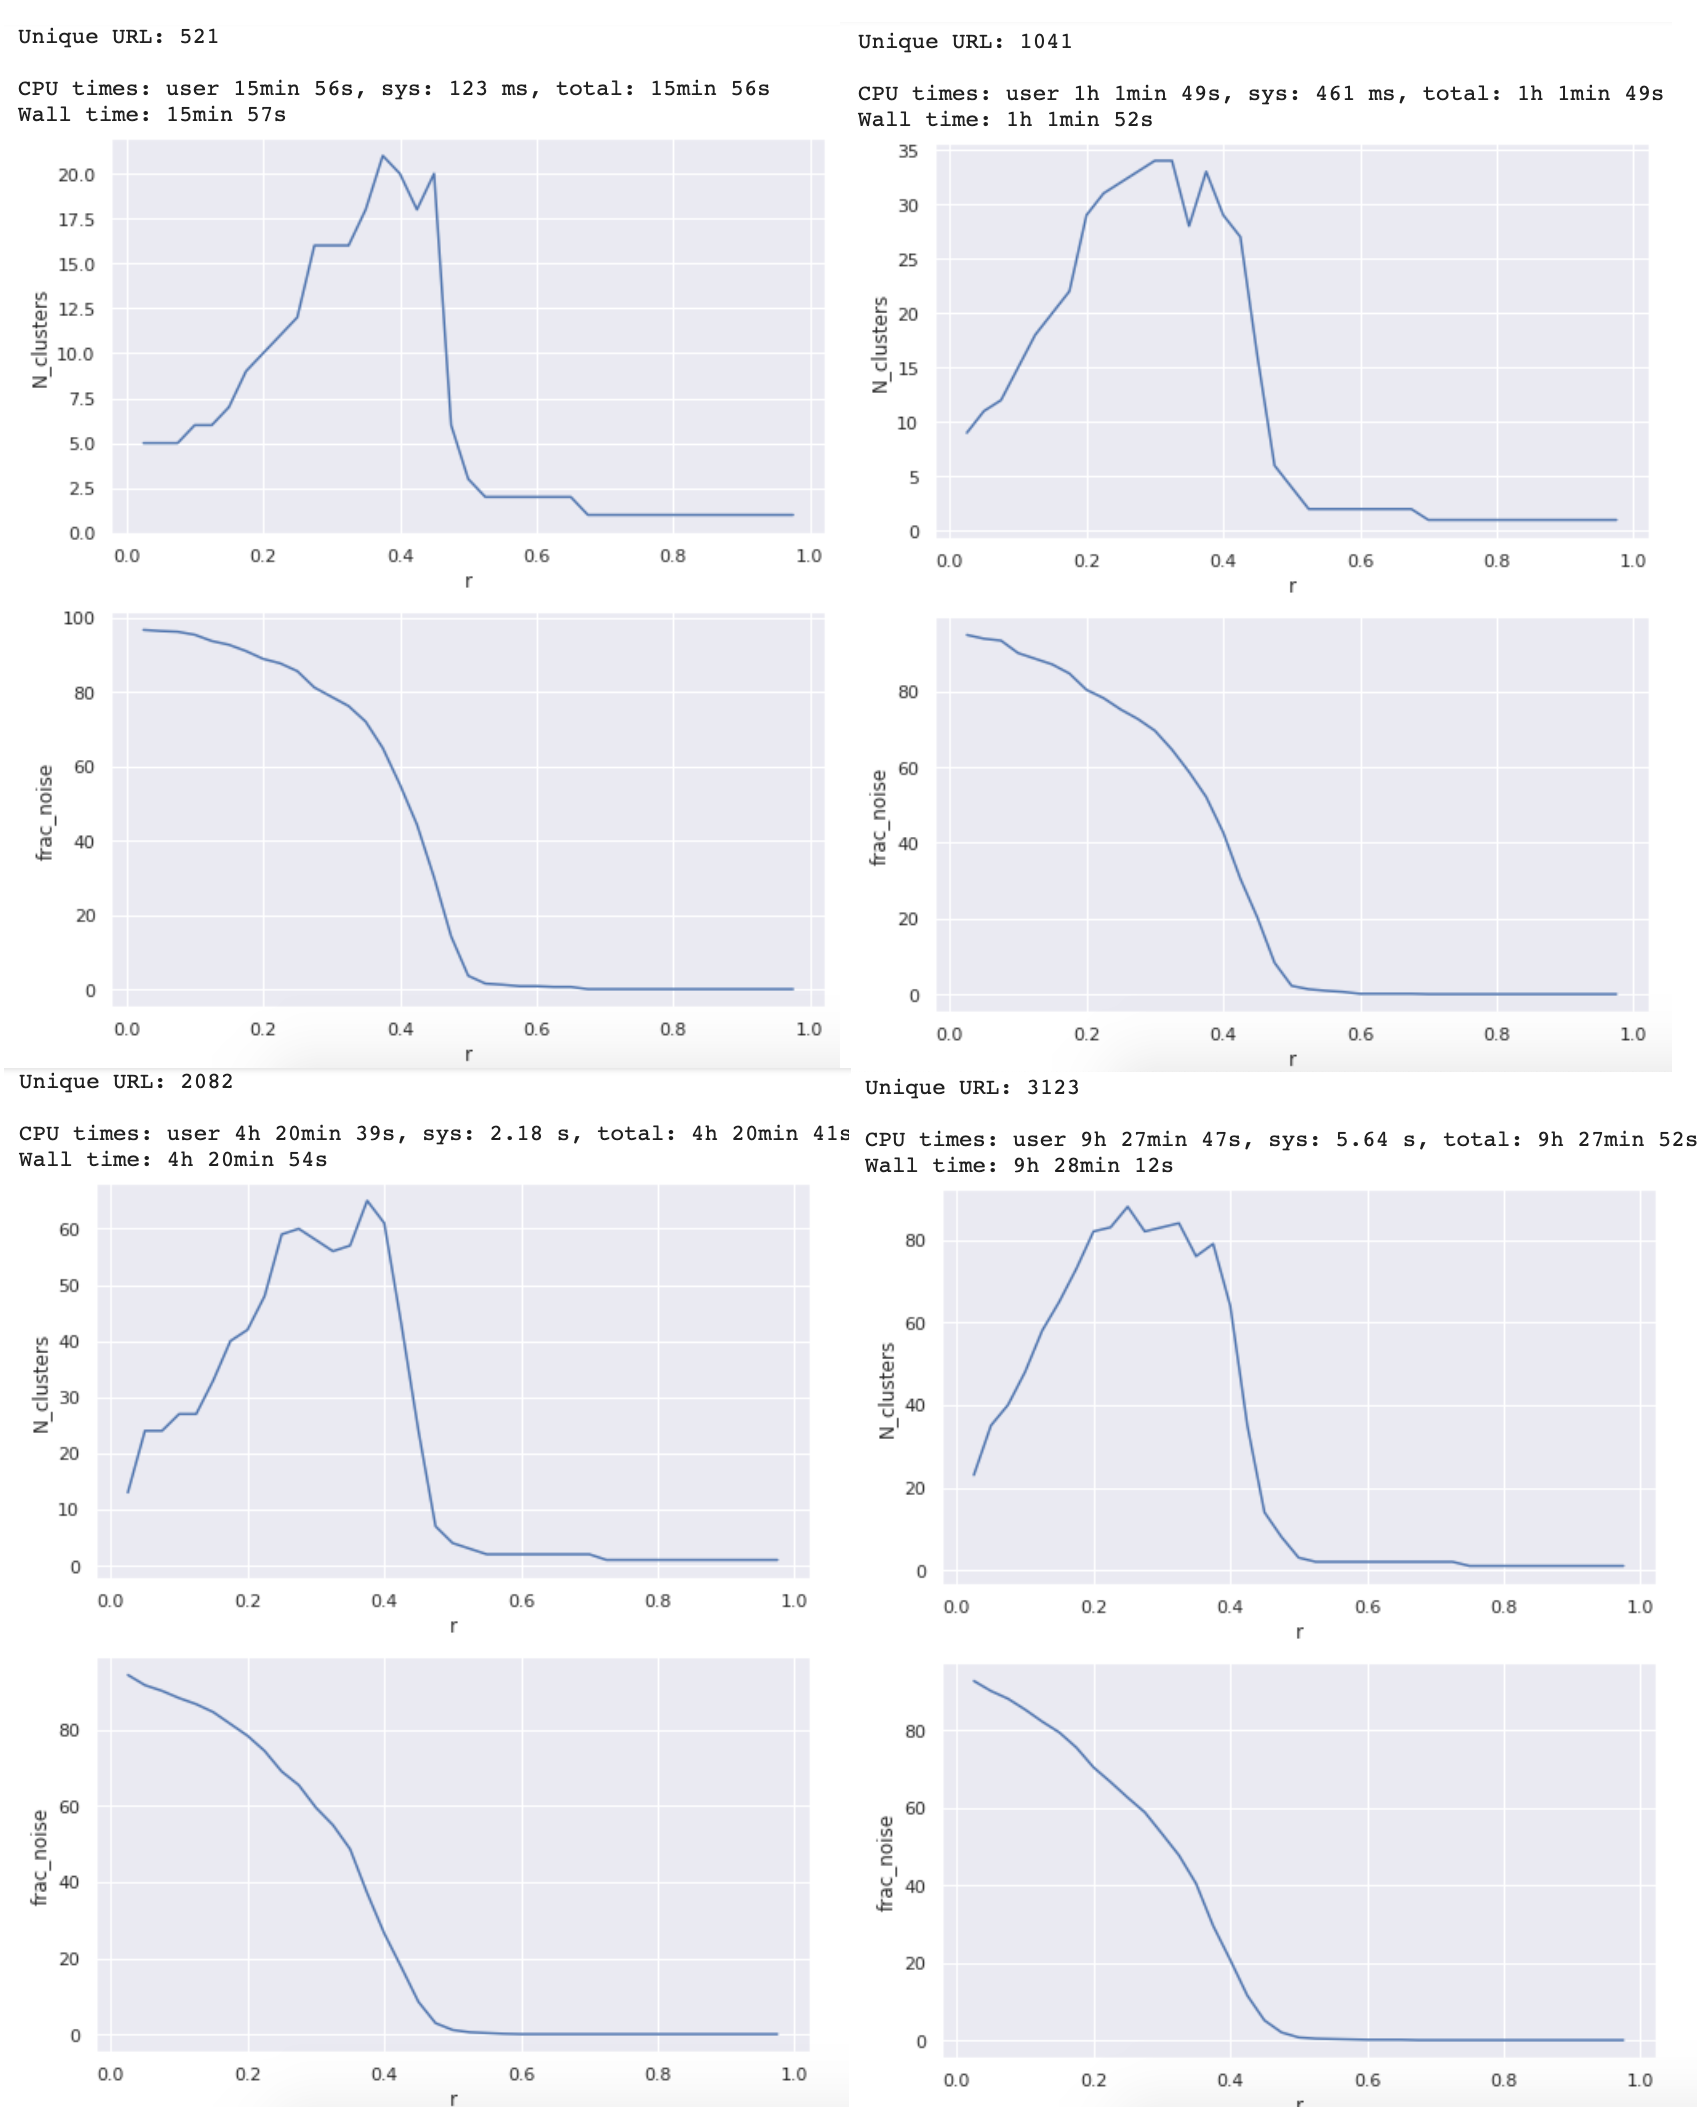 Unique URL: 521
CPU times: user 15min 56s, sys: 123 ms, total: 15min 56s
Wall time: 15min 57s
20.0
17.5
15.0
12.5
10.0
7.5
5.0
2.5
0.0
N_clusters
0.0 0.2 0.4 0.6 0.8 1.0
r
100
80
60
40
20
0
frac_noise
0.0 0.2 0.4 0.6 0.8 1.0
r
Unique URL: 1041
CPU times: user 1h 1min 49s, sys: 461 ms, total: 1h 1min 49s
Wall time: 1h 1min 52s
35
30
25
20
15
10
5
0
N_clusters
0.0 0.2 0.4 0.6 0.8 1.0
r
80
60
40
20
0
frac_noise
0.0 0.2 0.4 0.6 0.8 1.0
r
Unique URL: 2082
CPU times: user 4h 20min 39s, sys: 2.18 s, total: 4h 20min 41s
Wall time: 4h 20min 54s
60
50
40
30
20
10
0
N_clusters
0.0 0.2 0.4 0.6 0.8 1.0
r
80
60
40
20
0
frac_noise
0.0 0.2 0.4 0.6 0.8 1.0
r
Unique URL: 3123
CPU times: user 9h 27min 47s, sys: 5.64 s, total: 9h 27min 52s
Wall time: 9h 28min 12s
80
60
40
20
0
N_clusters
0.0 0.2 0.4 0.6 0.8 1.0
r
80
60
40
20
0
frac_noise
0.0 0.2 0.4 0.6 0.8 1.0
r